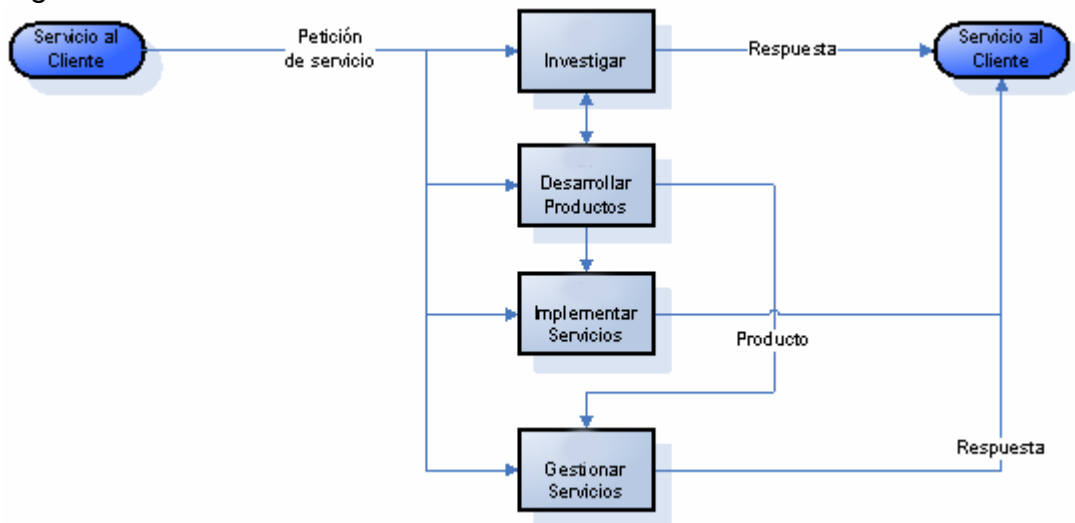 Servicio al
Cliente
Petición
de servicio
Investigar
Respuesta
Servicio al
Cliente
Desarrollar
Productos
Implementar
Servicios
Producto
Gestionar
Servicios
Respuesta